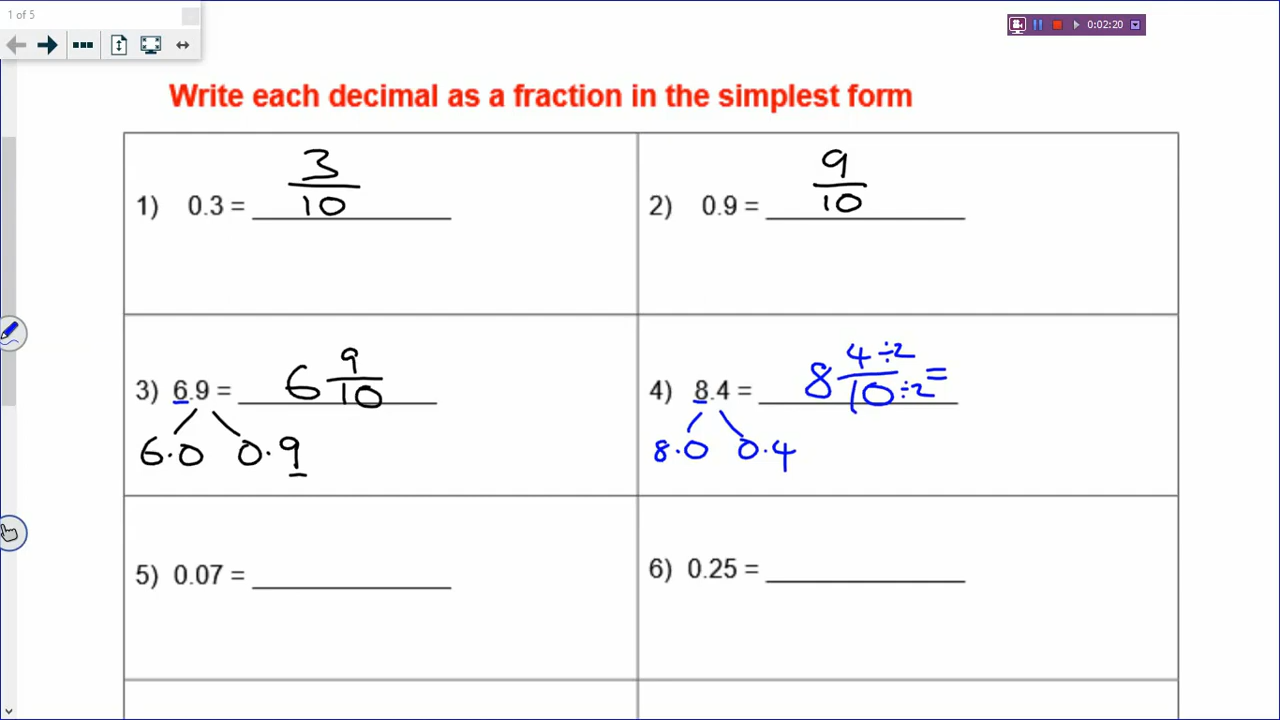 1 of 5
0:02:20
Write each decimal as a fraction in the simplest form
1) 0.3 = 3/10
2) 0.9 = 9/10
3) 6.9 = 6 9/10
6.0 0.9
4) 8.4 = 8 4÷2/10÷2 =
8.0 0.4
5) 0.07 = 
6) 0.25 =